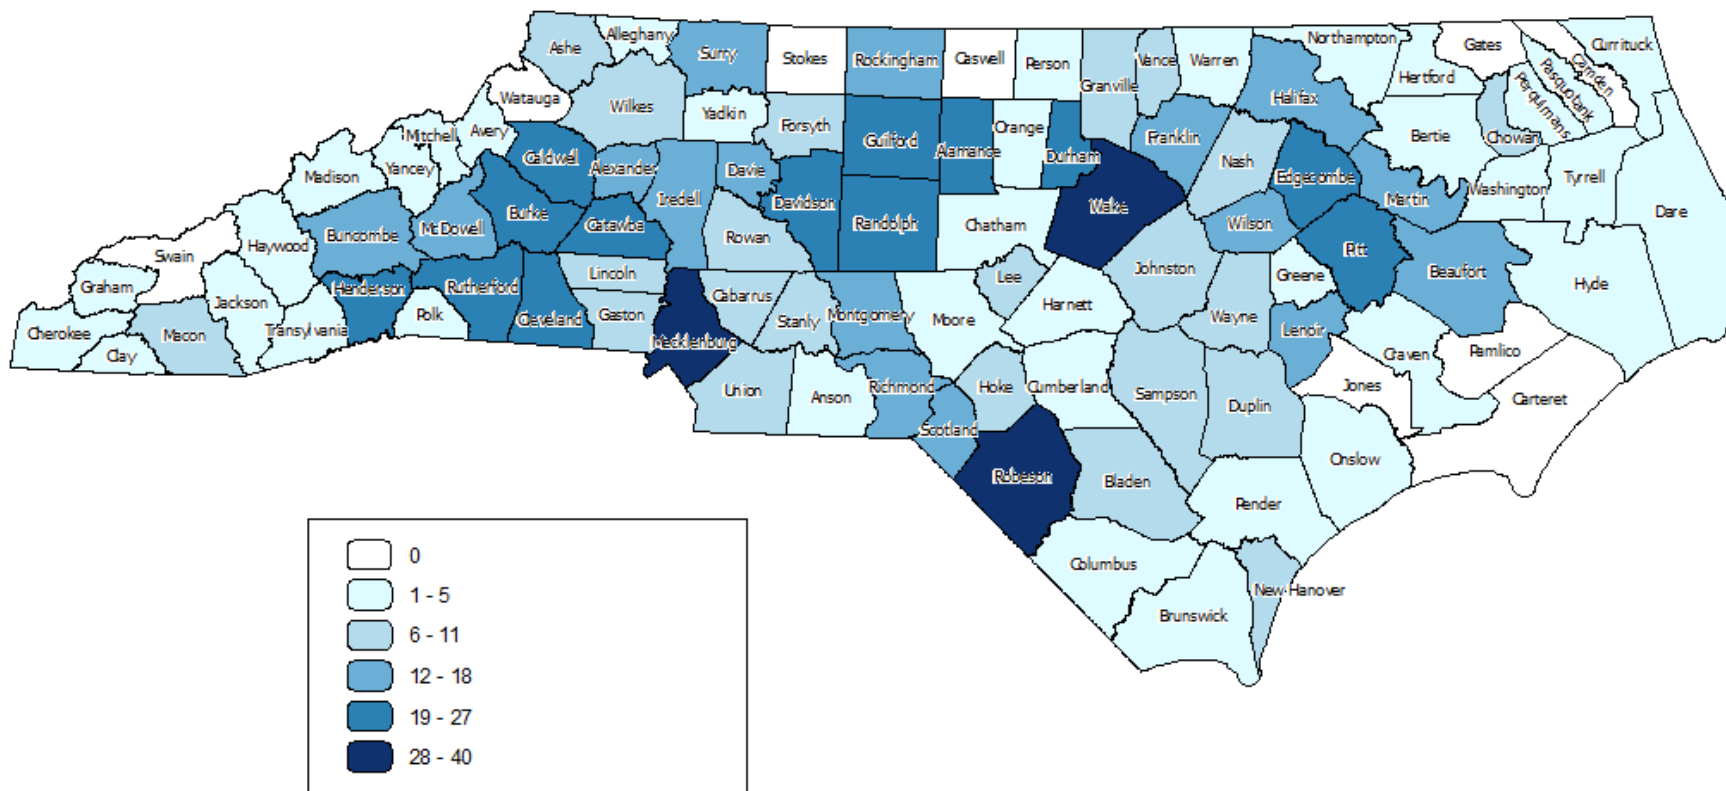 Ashe
Alleghany
Surry
Stokes
Rockingham
Caswell
Person
Granville
Vance
Warren
Northampton
Gates
Currituck
Camden
Pasquotank
Perquimans
Hertford
Halifax
Watauga
Wilkes
Yadkin
Forsyth
Guilford
Alamance
Orange
Durham
Franklin
Nash
Bertie
Chowan
Mitchell
Avery
Caldwell
Alexander
Davie
Iredell
Davidson
Randolph
Chatham
Wake
Edgecombe
Martin
Washington
Tyrrell
Dare
Madison
Yancey
Buncombe
McDowell
Burke
Catawba
Rowan
Wilson
Pitt
Beaufort
Hyde
Swain
Haywood
Graham
Jackson
Henderson
Rutherford
Lincoln
Cabarrus
Lee
Johnston
Greene
Cherokee
Clay
Macon
Transylvania
Polk
Cleveland
Gaston
Mecklenburg
Stanly
Montgomery
Moore
Harnett
Wayne
Lenoir
Craven
Pamlico
Union
Anson
Richmond
Scotland
Hoke
Cumberland
Sampson
Duplin
Jones
Carteret
Robeson
Bladen
Onslow
Pender
Columbus
Brunswick
New Hanover
0
1 - 5
6 - 11
12 - 18
19 - 27
28 - 40